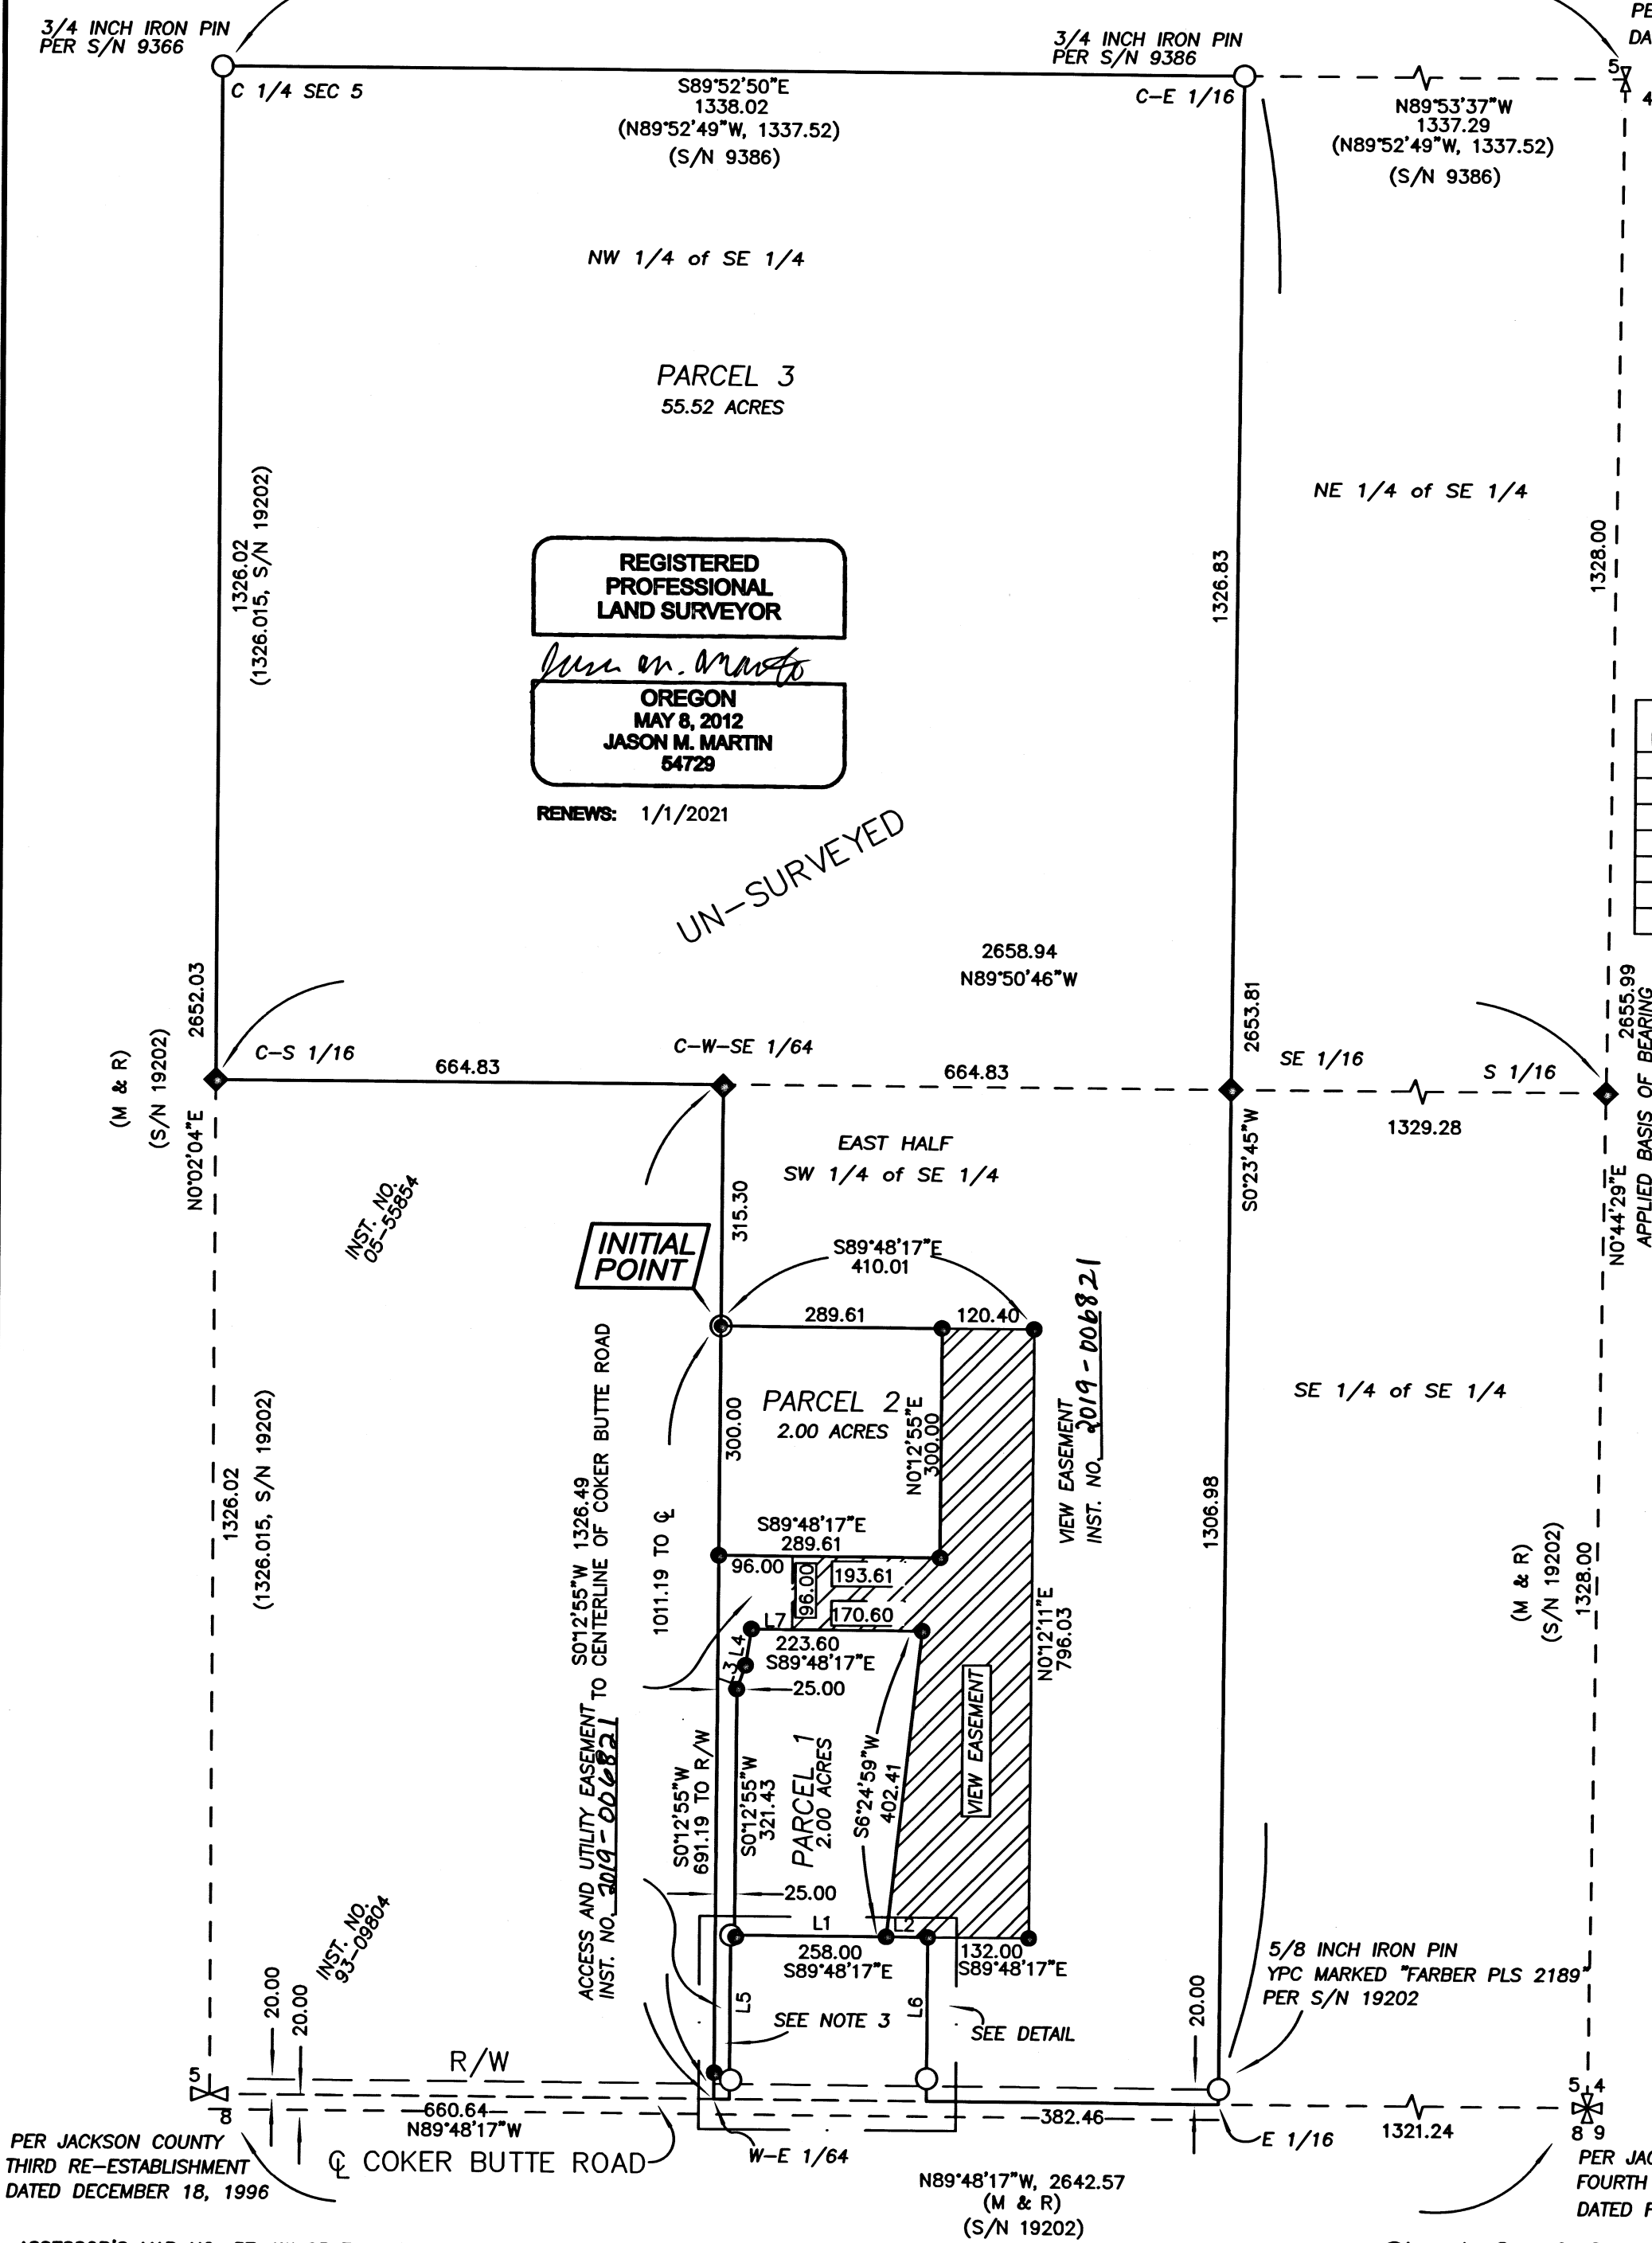 3/4 INCH IRON PIN
PER S/N 9366
3/4 INCH IRON PIN
PER S/N 9386
C 1/4 SEC 5
S89°52'50"E
1338.02
(N89°52'49"W, 1337.52)
(S/N 9386)
C-E 1/16
5
4
N89°53'37"W
1337.29
(N89°52'49"W, 1337.52)
(S/N 9386)
NW 1/4 of SE 1/4
PARCEL 3
55.52 ACRES
NE 1/4 of SE 1/4
1326.02
(1326.015, S/N 19202)
1326.83
1328.00
REGISTERED
PROFESSIONAL
LAND SURVEYOR
OREGON
MAY 8, 2012
JASON M. MARTIN
54729
RENEWS: 1/1/2021
UN-SURVEYED
2658.94
N89°50'46"W
2652.03
(M & R)
(S/N 19202)
N0°02'04"E
2653.81
S0°23'45"W
2655.99
N0°44'29"E
APPLIED BASIS OF BEARING
C-S 1/16
664.83
C-W-SE 1/64
664.83
SE 1/16
S 1/16
1329.28
EAST HALF
SW 1/4 of SE 1/4
315.30
INST. NO.
05-55854
INITIAL
POINT
S89°48'17"E
410.01
289.61
120.40
PARCEL 2
2.00 ACRES
300.00
N0°12'55"E
300.00
VIEW EASEMENT
INST. NO. 2019-006821
SE 1/4 of SE 1/4
1326.02
(1326.015, S/N 19202)
S0°12'55"W 1326.49
TO CENTERLINE OF COKER BUTTE ROAD
1011.19 TO ℄
ACCESS AND UTILITY EASEMENT
INST. NO. 2019-006821
S89°48'17"E
289.61
96.00
96.00
193.61
170.60
L7
L4
L3
223.60
S89°48'17"E
25.00
N0°12'11"E
796.03
1306.98
(M & R)
(S/N 19202)
1328.00
VIEW EASEMENT
S0°12'55"W
691.19 TO R/W
S0°12'55"W
321.43
PARCEL 1
2.00 ACRES
S6°24'59"W
402.41
25.00
L1
L2
258.00
S89°48'17"E
132.00
S89°48'17"E
L5
L6
SEE NOTE 3
SEE DETAIL
5/8 INCH IRON PIN
YPC MARKED "FARBER PLS 2189"
PER S/N 19202
INST. NO.
93-09804
20.00
20.00
20.00
R/W
5
8
660.64
N89°48'17"W
382.46
1321.24
5 4
8 9
℄ COKER BUTTE ROAD
W-E 1/64
E 1/16
PER JACKSON COUNTY
THIRD RE-ESTABLISHMENT
DATED DECEMBER 18, 1996
N89°48'17"W, 2642.57
(M & R)
(S/N 19202)
FOURTH